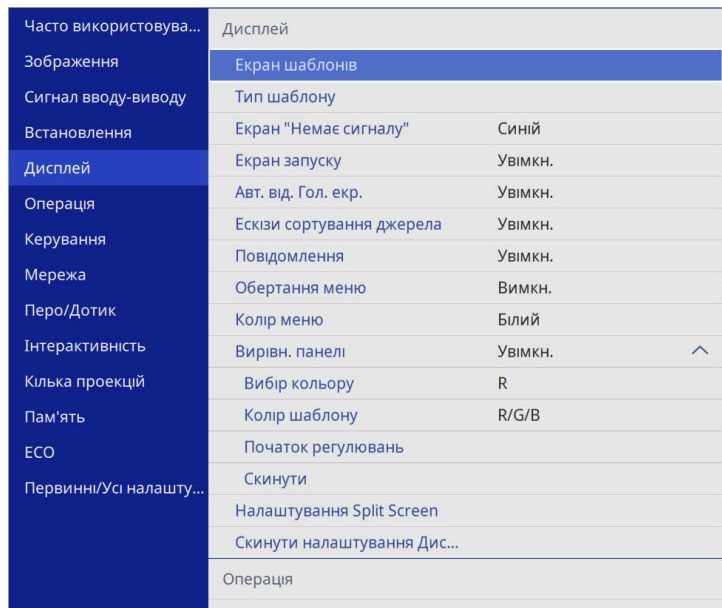 Часто використовува...
Зображення
Сигнал вводу-виводу
Встановлення
Дисплей
Операція
Керування
Мережа
Перо/Дотик
Інтерактивність
Кілька проекцій
Пам'ять
ECO
Первинні/Усі налашту...
Дисплей
Екран шаблонів
Тип шаблону
Екран "Немає сигналу" Синій
Екран запуску Увімкн.
Авт. від. Гол. екр. Увімкн.
Ескізи сортування джерела Увімкн.
Повідомлення Увімкн.
Обертання меню Вимкн.
Колір меню Білий
Вирівн. панелі Увімкн.
Вибір кольору R
Колір шаблону R/G/B
Початок регулювань
Скинути
Налаштування Split Screen
Скинути налаштування Дис...
Операція